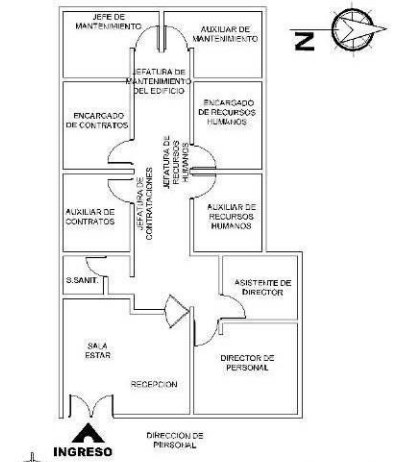 JEFE DE
MANTENIMIENTO
AUXILIAR DE
MANTENIMIENTO
N
JEFATURA DE
MANTENIMIENTO
DEL EDIFICIO
ENCARGADO
DE CONTRATOS
ENCARGADO
DE RECURSOS
HUMANOS
JEFATURA DE
RECURSOS
HUMANOS
JEFATURA DE
CONTRATACIONES
AUXILIAR DE
CONTRATOS
AUXILIAR DE
RECURSOS
HUMANOS
S.SANIT.
ASISTENTE DE
DIRECTOR
SALA
ESTAR
DIRECTOR DE
PERSONAL
RECEPCION
INGRESO
DIRECCION DE
PERSONAL